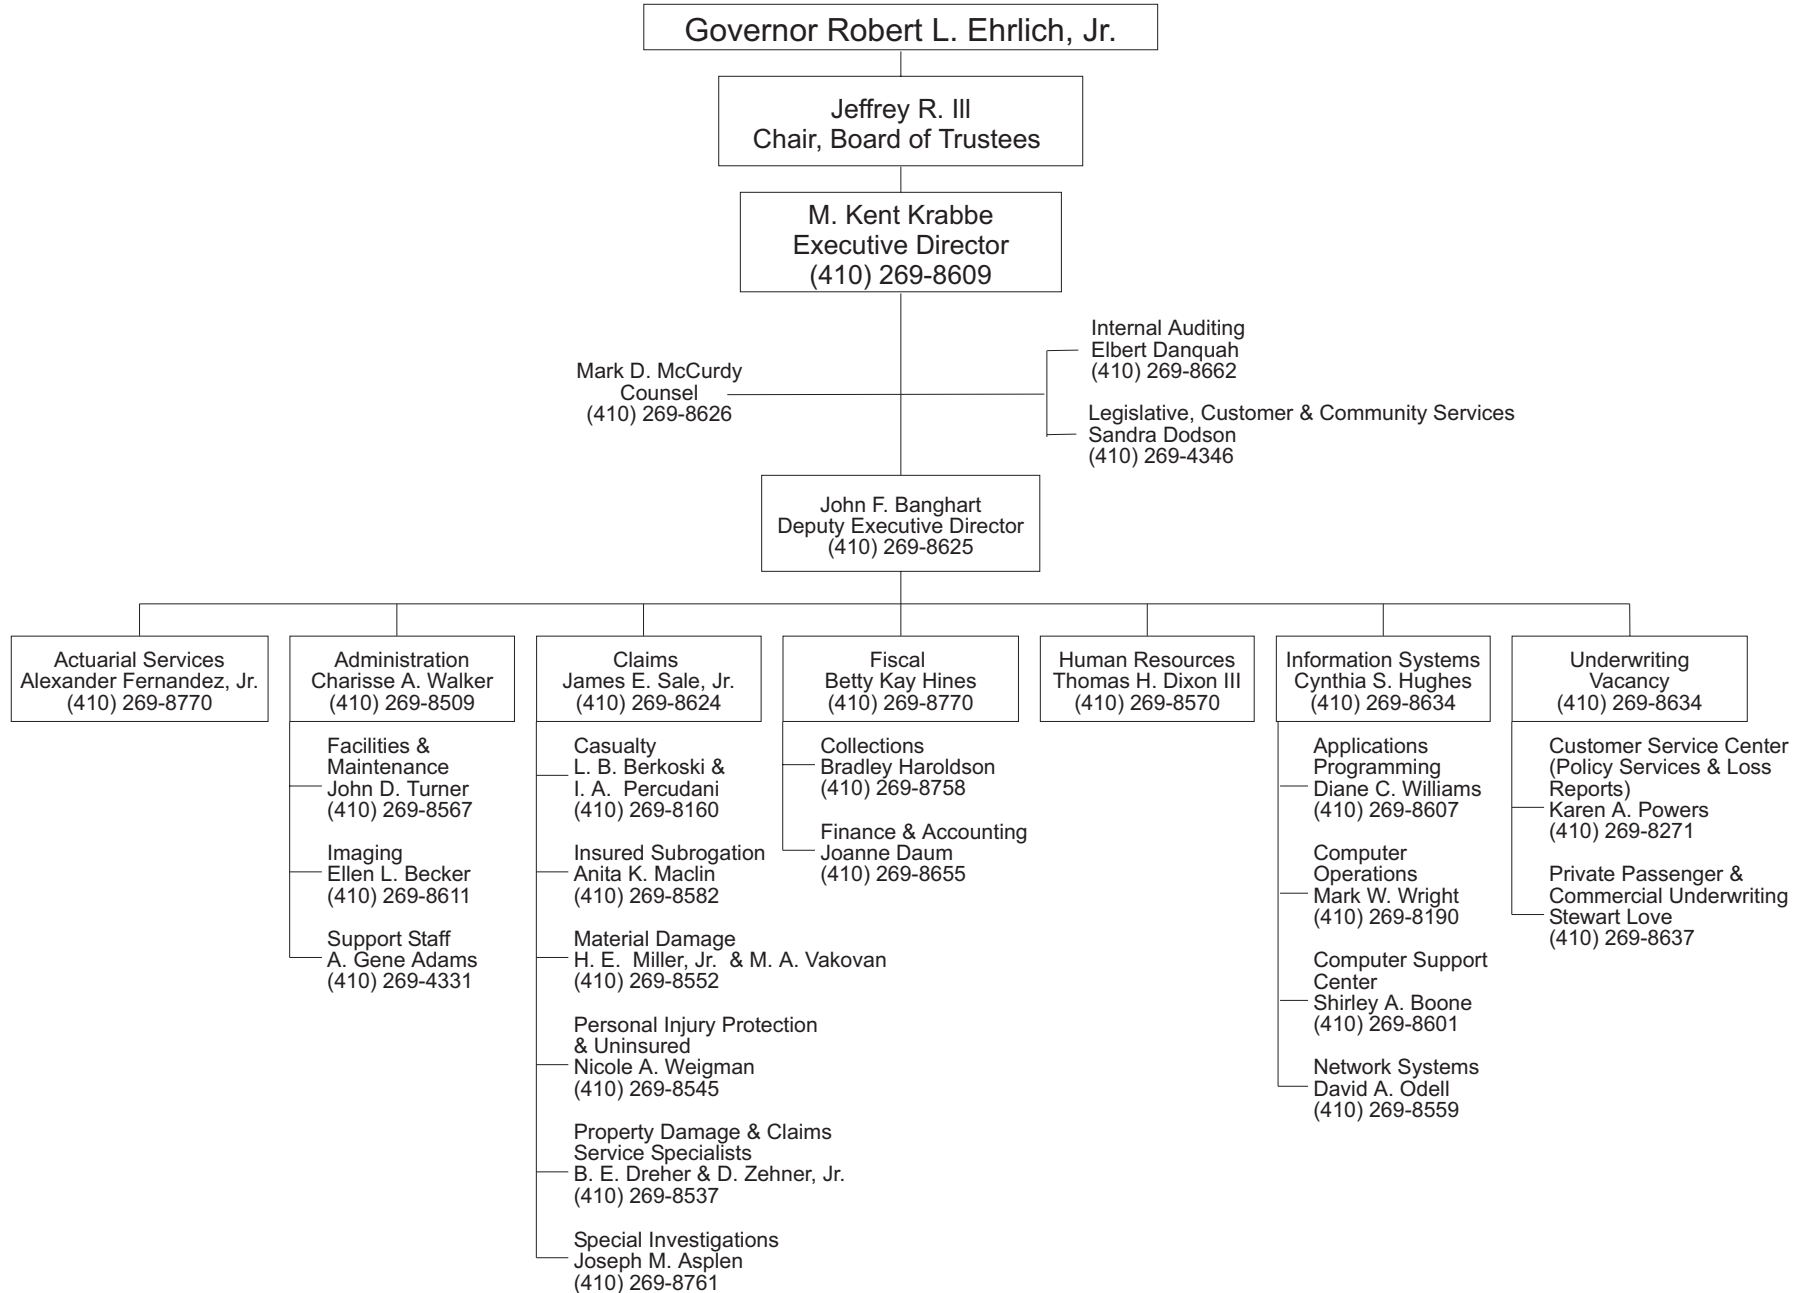 Governor Robert L. Ehrlich, Jr.
Jeffrey R. Ill
Chair, Board of Trustees
M. Kent Krabbe
Executive Director
(410) 269-8609
Mark D. McCurdy
Counsel
(410) 269-8626
Internal Auditing
Elbert Danquah
(410) 269-8662
Legislative, Customer & Community Services
Sandra Dodson
(410) 269-4346
John F. Banghart
Deputy Executive Director
(410) 269-8625
Actuarial Services
Alexander Fernandez, Jr.
(410) 269-8770
Administration
Charisse A. Walker
(410) 269-8509
Facilities &
Maintenance
John D. Turner
(410) 269-8567
Imaging
Ellen L. Becker
(410) 269-8611
Support Staff
A. Gene Adams
(410) 269-4331
Claims
James E. Sale, Jr.
(410) 269-8624
Casualty
L. B. Berkoski &
I. A. Percudani
(410) 269-8160
Insured Subrogation
Anita K. Maclin
(410) 269-8582
Material Damage
H. E. Miller, Jr. & M. A. Vakovan
(410) 269-8552
Personal Injury Protection
& Uninsured
Nicole A. Weigman
(410) 269-8545
Property Damage & Claims
Service Specialists
B. E. Dreher & D. Zehner, Jr.
(410) 269-8537
Special Investigations
Joseph M. Asplen
(410) 269-8761
Fiscal
Betty Kay Hines
(410) 269-8770
Collections
Bradley Haroldson
(410) 269-8758
Finance & Accounting
Joanne Daum
(410) 269-8655
Human Resources
Thomas H. Dixon III
(410) 269-8570
Information Systems
Cynthia S. Hughes
(410) 269-8634
Applications
Programming
Diane C. Williams
(410) 269-8607
Computer
Operations
Mark W. Wright
(410) 269-8190
Computer Support
Center
Shirley A. Boone
(410) 269-8601
Network Systems
David A. Odell
(410) 269-8559
Underwriting
Vacancy
(410) 269-8634
Customer Service Center
(Policy Services & Loss
Reports)
Karen A. Powers
(410) 269-8271
Private Passenger &
Commercial Underwriting
Stewart Love
(410) 269-8637